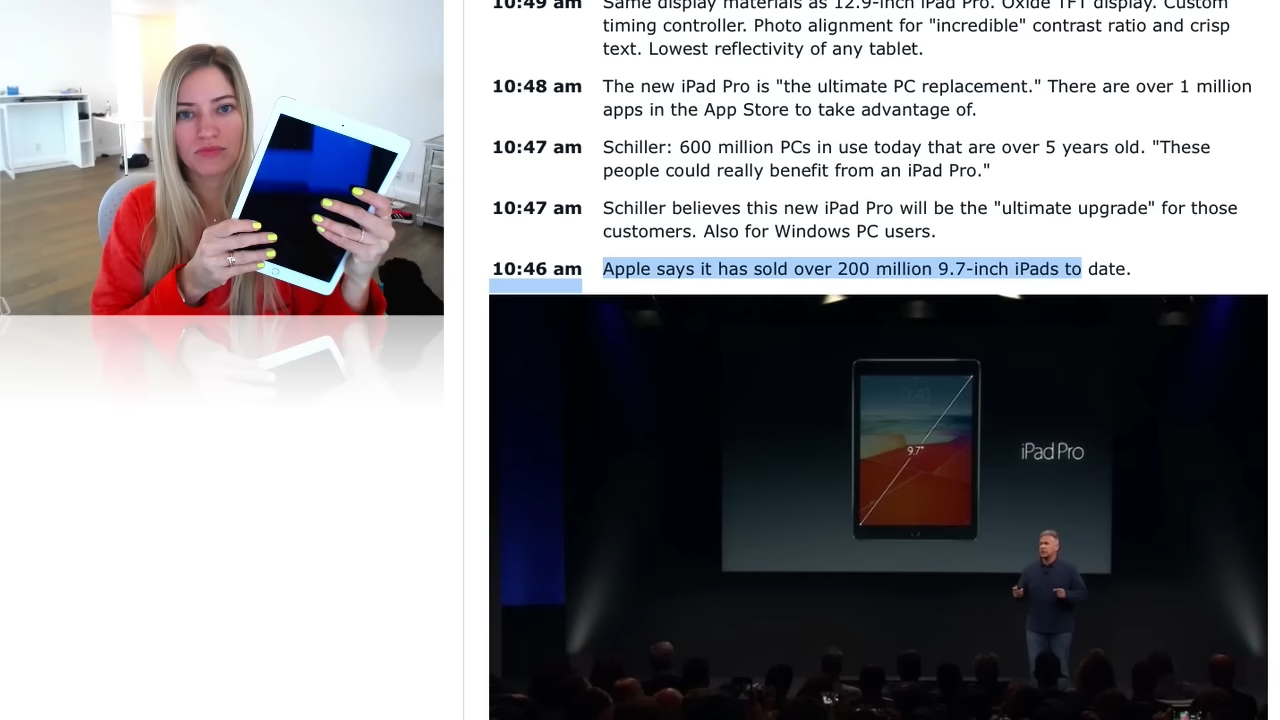 10:49 am Same display materials as 12.9-inch iPad Pro. Oxide TFT display. Custom
timing controller. Photo alignment for "incredible" contrast ratio and crisp
text. Lowest reflectivity of any tablet.
10:48 am The new iPad Pro is "the ultimate PC replacement." There are over 1 million
apps in the App Store to take advantage of.
10:47 am Schiller: 600 million PCs in use today that are over 5 years old. "These
people could really benefit from an iPad Pro."
10:47 am Schiller believes this new iPad Pro will be the "ultimate upgrade" for those
customers. Also for Windows PC users.
10:46 am Apple says it has sold over 200 million 9.7-inch iPads to date.
9.7"
iPad Pro